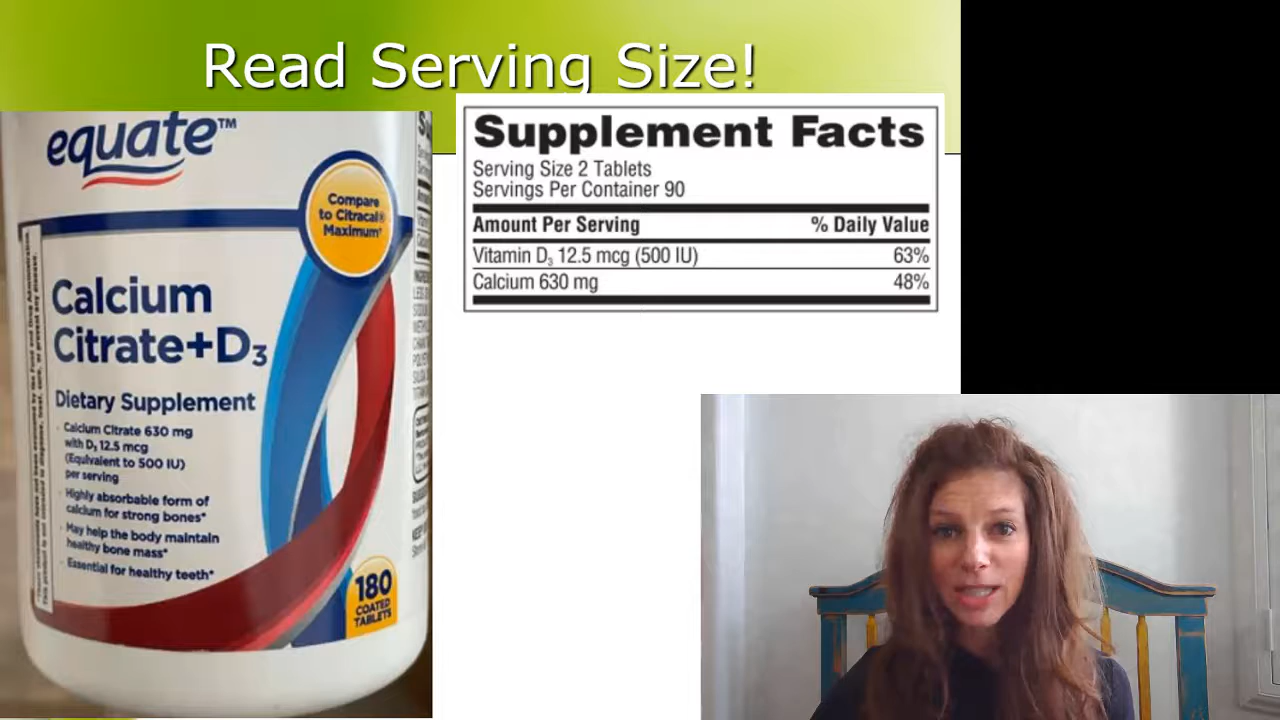 Read Serving Size!
equate™
Compare
to Citracal®
Maximum†
Calcium
Citrate+D₃
Dietary Supplement
Calcium Citrate 630 mg
with D₃ 12.5 mcg
(Equivalent to 500 IU)
per serving
Highly absorbable form of
calcium for strong bones*
May help the body maintain
healthy bone mass*
Essential for healthy teeth*
180
COATED
TABLETS
Supplement Facts
Serving Size 2 Tablets
Servings Per Container 90
Amount Per Serving % Daily Value
Vitamin D₃ 12.5 mcg (500 IU) 63%
Calcium 630 mg 48%